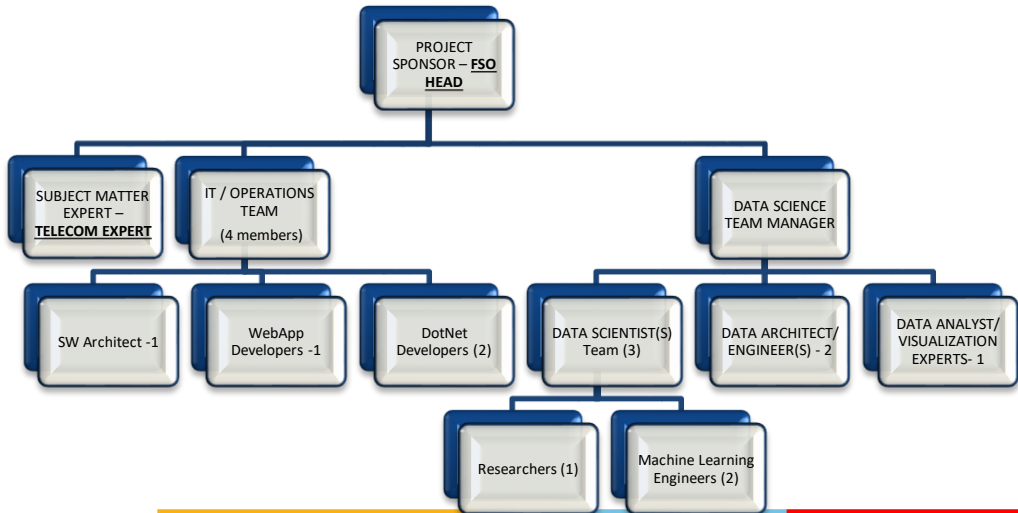 PROJECT
SPONSOR – FSO
HEAD
SUBJECT MATTER
EXPERT –
TELECOM EXPERT
IT / OPERATIONS
TEAM
(4 members)
DATA SCIENCE
TEAM MANAGER
SW Architect -1
WebApp
Developers -1
DotNet
Developers (2)
DATA SCIENTIST(S)
Team (3)
DATA ARCHITECT/
ENGINEER(S) - 2
DATA ANALYST/
VISUALIZATION
EXPERTS- 1
Researchers (1)
Machine Learning
Engineers (2)